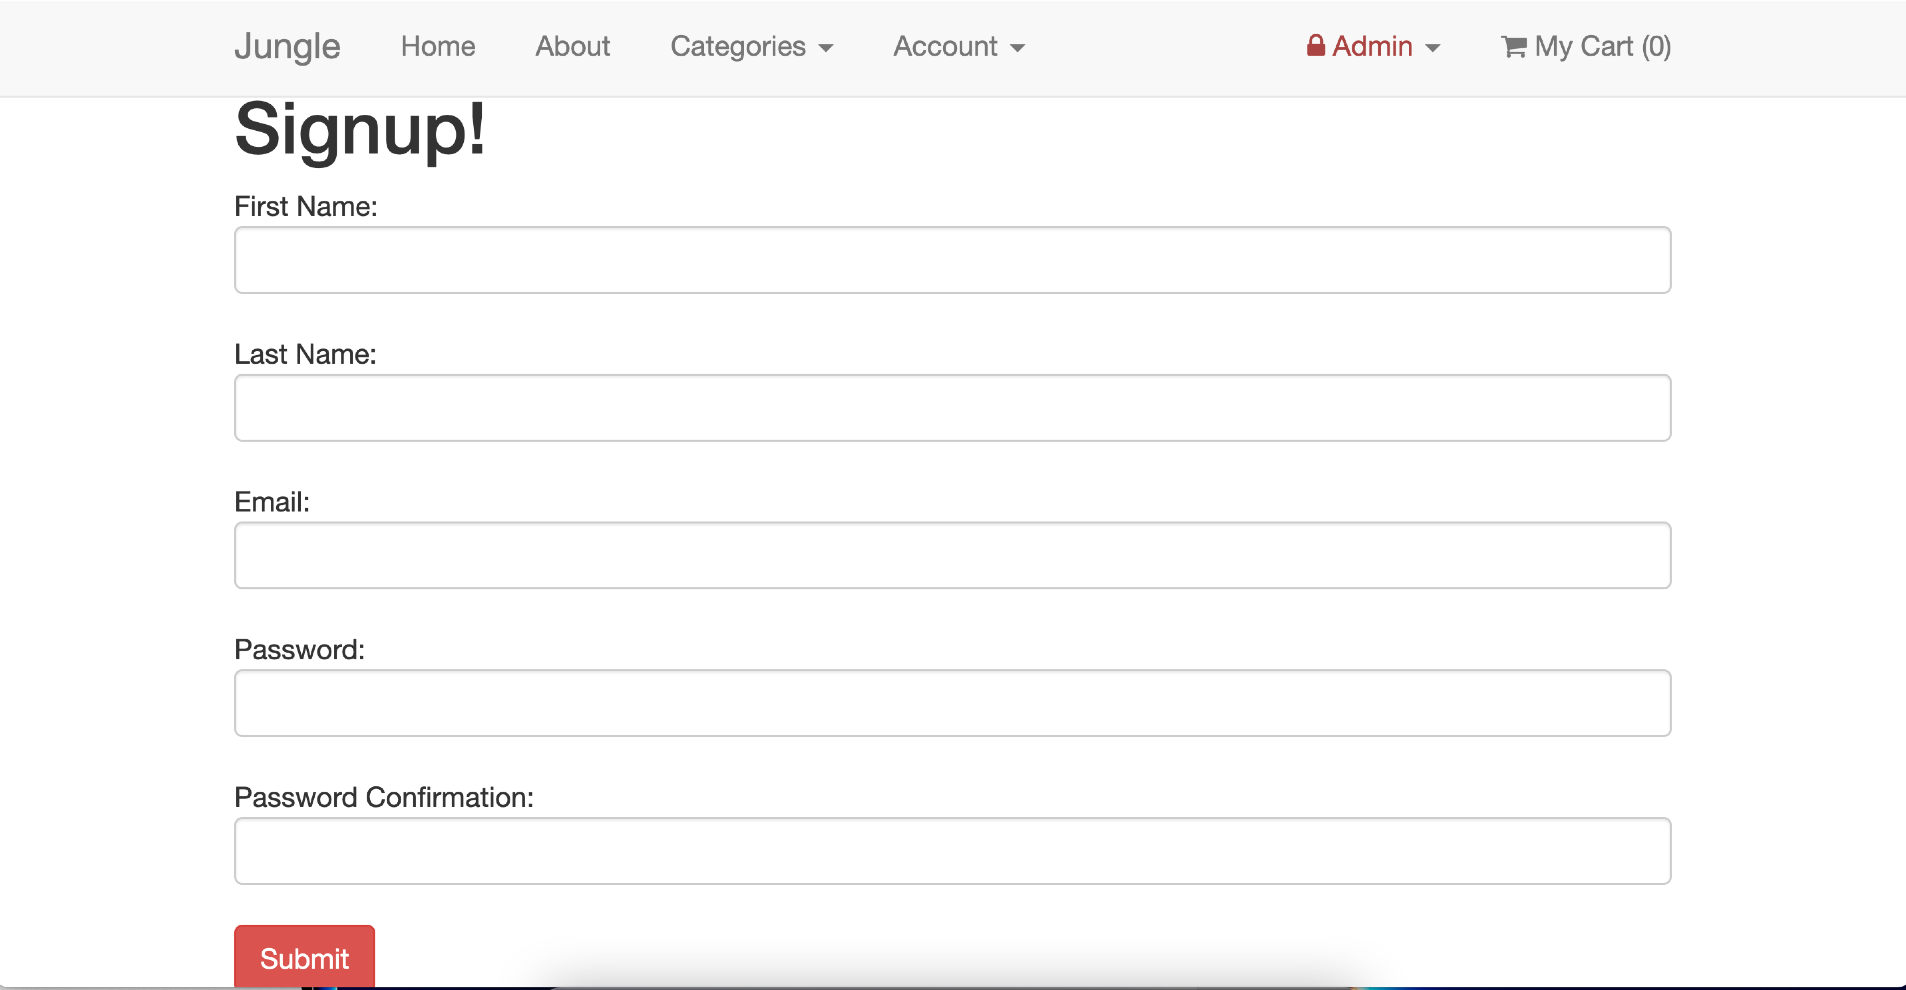 Jungle Home About Categories Account Admin My Cart (0)
Signup!
First Name:
Last Name:
Email:
Password:
Password Confirmation:
Submit